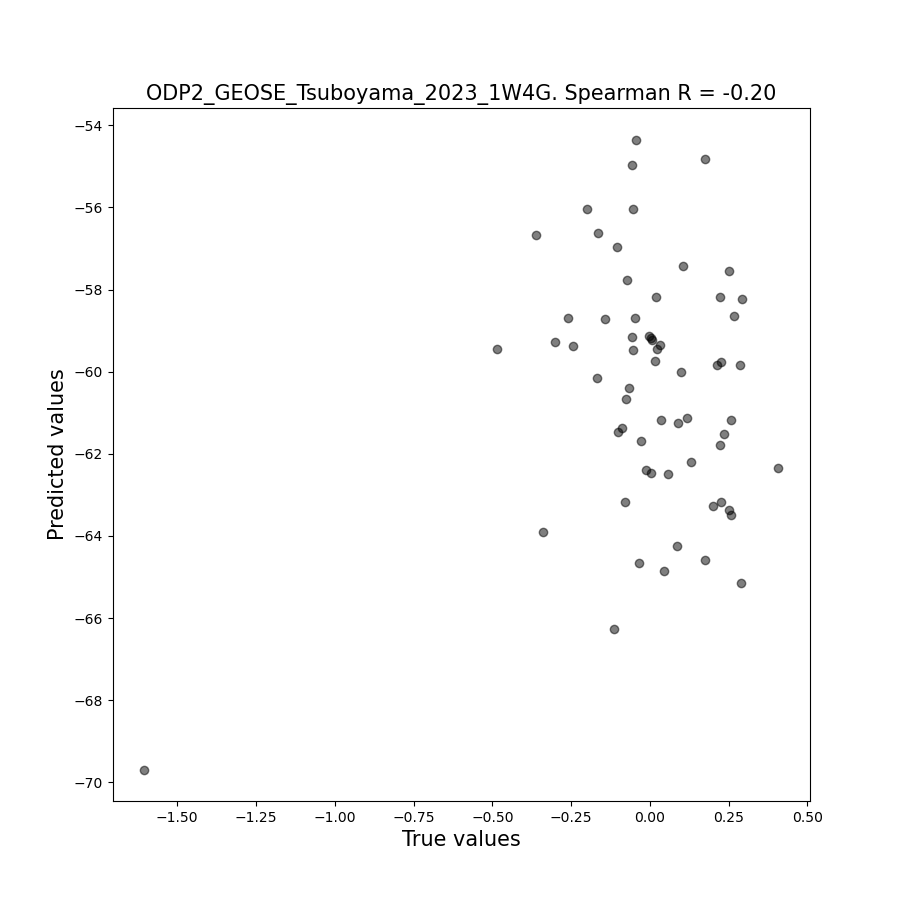 ODP2_GEOSE_Tsuboyama_2023_1W4G. Spearman R = -0.20
−54
−56
−58
−60
−62
−64
−66
−68
−70
Predicted values
−1.50 −1.25 −1.00 −0.75 −0.50 −0.25 0.00 0.25 0.50
True values